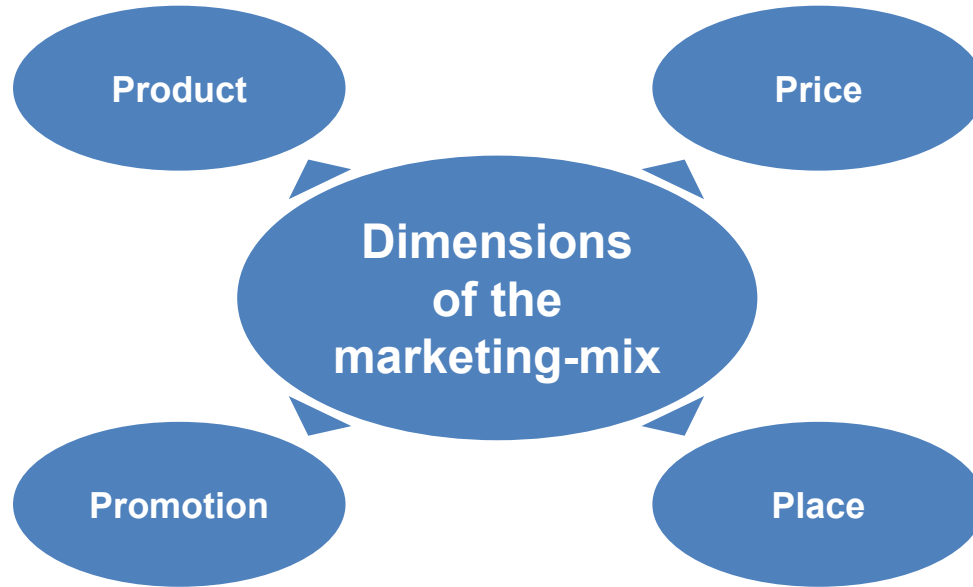 Product
Price
Dimensions
of the
marketing-mix
Promotion
Place